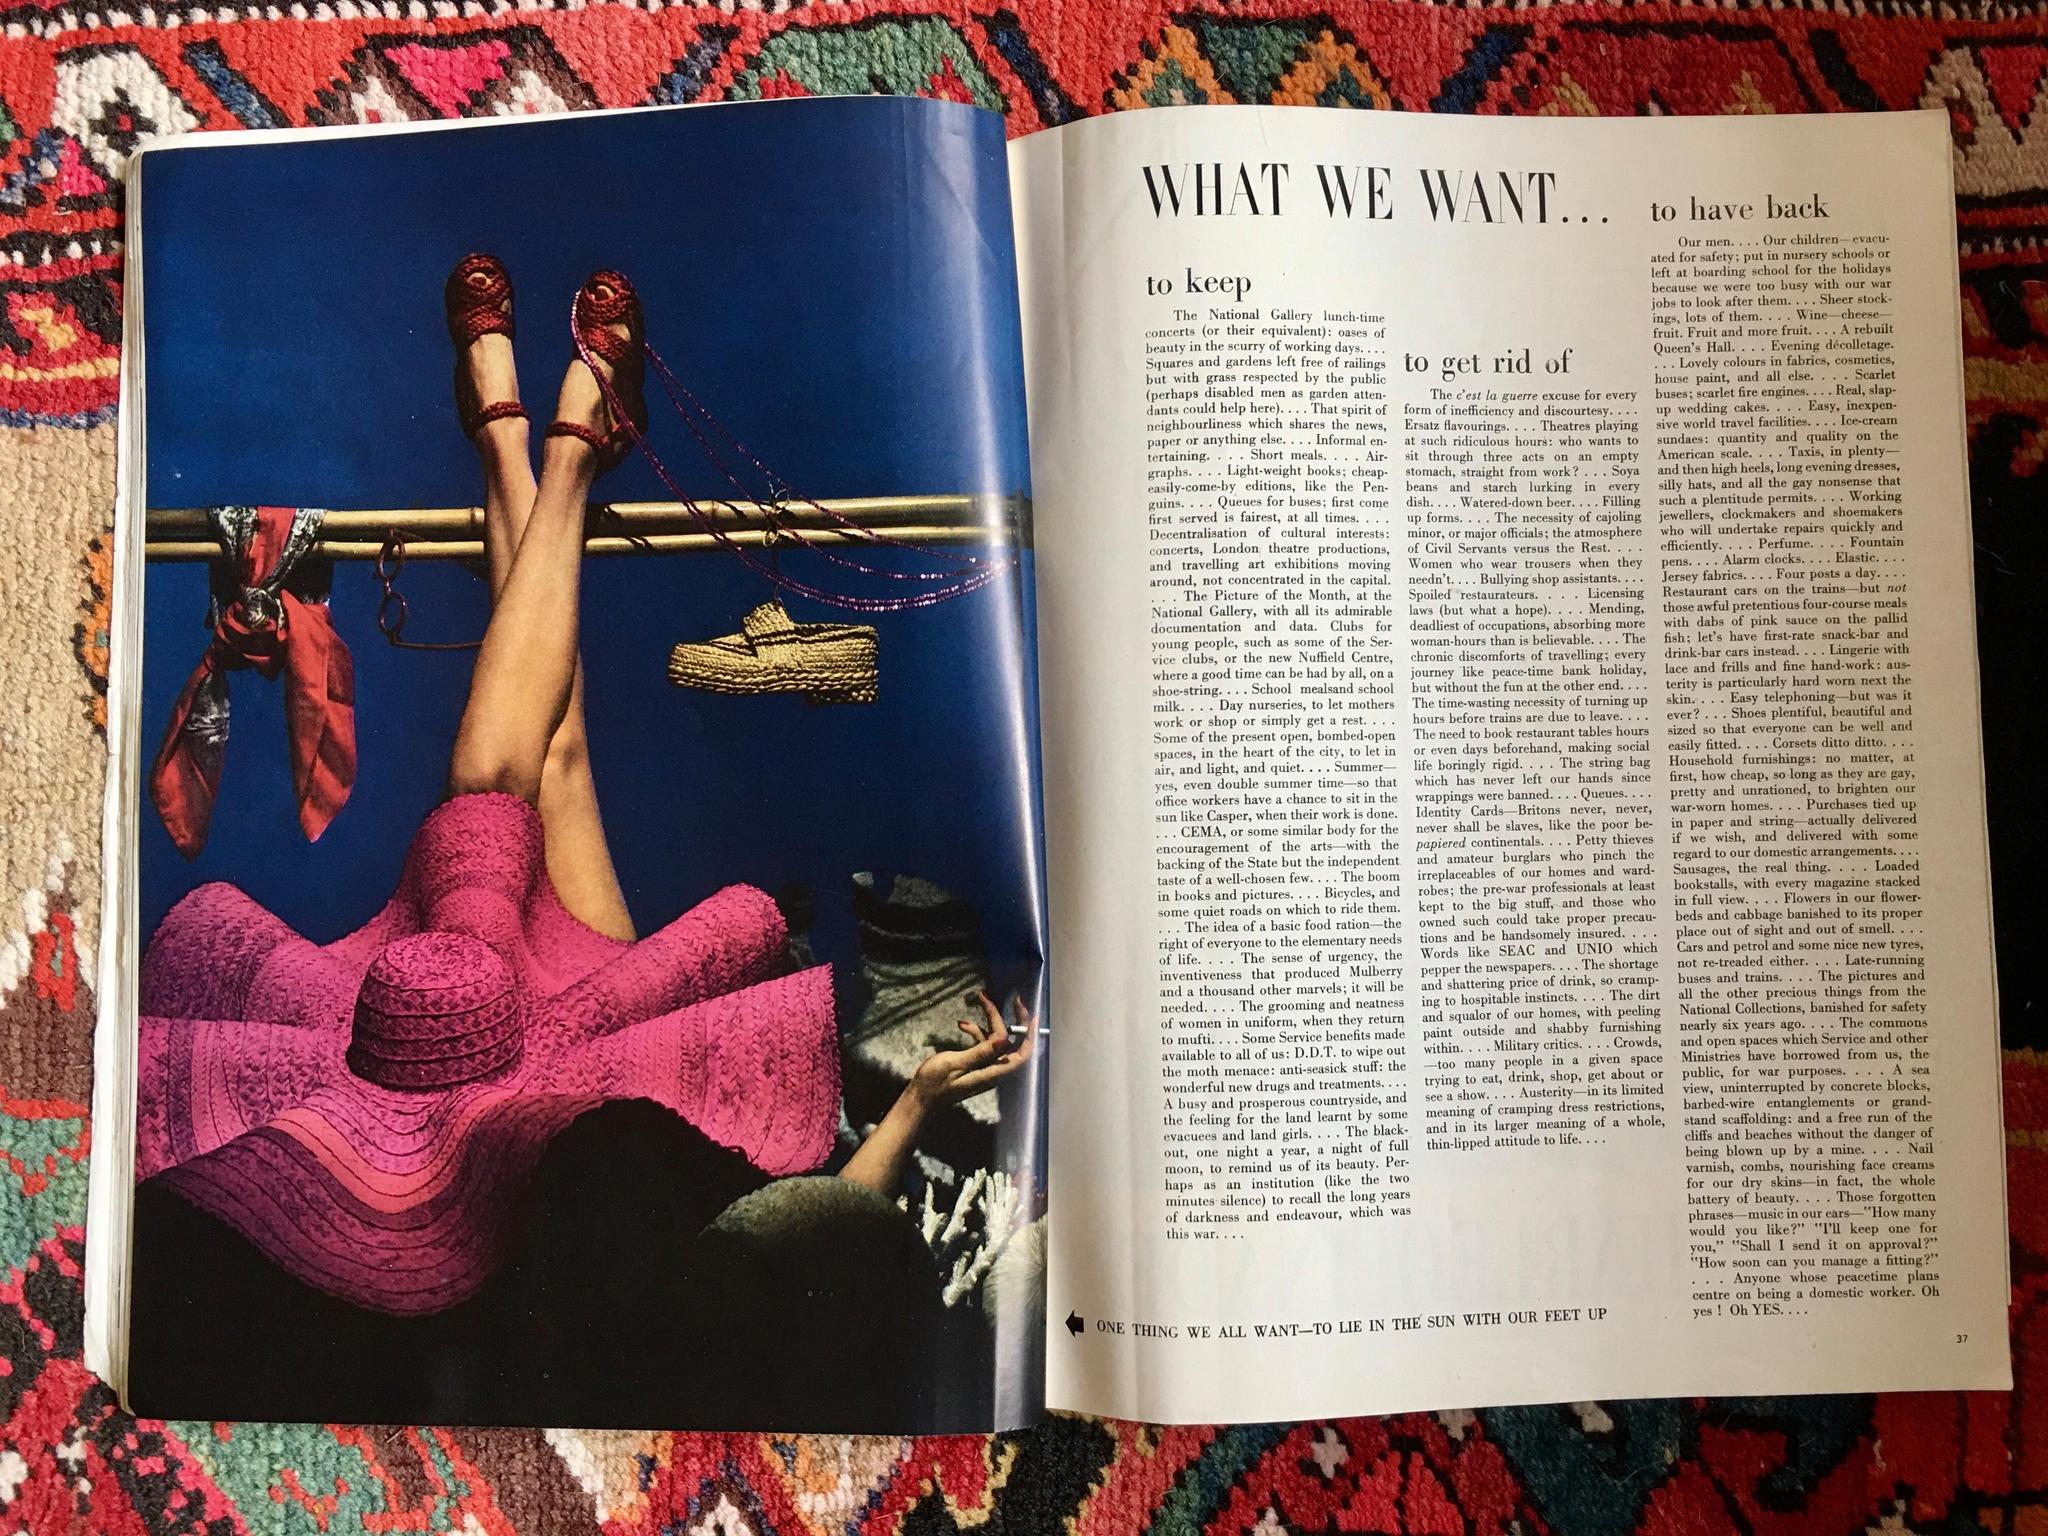 WHAT WE WANT...
to keep
The National Gallery lunch-time
concerts (or their equivalent): oases of
beauty in the scurry of working days....
Squares and gardens left free of railings
but with grass respected by the public
(perhaps disabled men as garden atten-
dants could help here).... That spirit of
neighbourliness which shares the news,
paper or anything else.... Informal en-
tertaining.... Short meals.... Air-
graphs.... Light-weight books; cheap-
easily-come-by editions, like the Pen-
guins.... Queues for buses; first come
first served is fairest, at all times....
Decentralisation of cultural interests:
concerts, London theatre productions,
and travelling art exhibitions moving
around, not concentrated in the capital.
.... The Picture of the Month, at the
National Gallery, with all its admirable
documentation and data. Clubs for
young people, such as some of the Ser-
vice clubs, or the new Nuffield Centre,
where a good time can be had by all, on a
shoe-string.... School mealsand school
milk.... Day nurseries, to let mothers
work or shop or simply get a rest....
Some of the present open, bombed-open
spaces, in the heart of the city, to let in
air, and light, and quiet.... Summer—
yes, even double summer time—so that
office workers have a chance to sit in the
sun like Casper, when their work is done.
... CEMA, or some similar body for the
encouragement of the arts—with the
backing of the State but the independent
taste of a well-chosen few.... The boom
in books and pictures.... Bicycles, and
some quiet roads on which to ride them.
... The idea of a basic food ration—the
right of everyone to the elementary needs
of life.... The sense of urgency, the
inventiveness that produced Mulberry
and a thousand other marvels; it will be
needed.... The grooming and neatness
of women in uniform, when they return
to mufti.... Some Service benefits made
available to all of us: D.D.T. to wipe out
the moth menace: anti-seasick stuff: the
wonderful new drugs and treatments....
A busy and prosperous countryside, and
the feeling for the land learnt by some
evacuees and land girls.... The black-
out, one night a year, a night of full
moon, to remind us of its beauty. Per-
haps as an institution (like the two
minutes silence) to recall the long years
of darkness and endeavour, which was
this war....
to get rid of
The c'est la guerre excuse for every
form of inefficiency and discourtesy....
Ersatz flavourings.... Theatres playing
at such ridiculous hours: who wants to
sit through three acts on an empty
stomach, straight from work? ... Soya
beans and starch lurking in every
dish.... Watered-down beer.... Filling
up forms.... The necessity of cajoling
minor, or major officials; the atmosphere
of Civil Servants versus the Rest....
Women who wear trousers when they
needn't.... Bullying shop assistants....
Spoiled restaurateurs.... Licensing
laws (but what a hope).... Mending,
deadliest of occupations, absorbing more
woman-hours than is believable.... The
chronic discomforts of travelling; every
journey like peace-time bank holiday,
but without the fun at the other end....
The time-wasting necessity of turning up
hours before trains are due to leave....
The need to book restaurant tables hours
or even days beforehand, making social
life boringly rigid.... The string bag
which has never left our hands since
wrappings were banned.... Queues....
Identity Cards—Britons never, never,
never shall be slaves, like the poor be-
papiered continentals.... Petty thieves
and amateur burglars who pinch the
irreplaceables of our homes and ward-
robes; the pre-war professionals at least
kept to the big stuff, and those who
owned such could take proper precau-
tions and be handsomely insured....
Words like SEAC and UNIO which
pepper the newspapers.... The shortage
and shattering price of drink, so cramp-
ing to hospitable instincts.... The dirt
and squalor of our homes, with peeling
paint outside and shabby furnishing
within.... Military critics.... Crowds,
—too many people in a given space
trying to eat, drink, shop, get about or
see a show.... Austerity—in its limited
meaning of cramping dress restrictions,
and in its larger meaning of a whole,
thin-lipped attitude to life....
to have back
Our men.... Our children—evacu-
ated for safety; put in nursery schools or
left at boarding school for the holidays
because we were too busy with our war
jobs to look after them.... Sheer stock-
ings, lots of them.... Wine—cheese—
fruit. Fruit and more fruit.... A rebuilt
Queen's Hall.... Evening décolletage.
... Lovely colours in fabrics, cosmetics,
house paint, and all else.... Scarlet
buses; scarlet fire engines.... Real, slap-
up wedding cakes.... Easy, inexpen-
sive world travel facilities.... Ice-cream
sundaes: quantity and quality on the
American scale.... Taxis, in plenty—
and then high heels, long evening dresses,
silly hats, and all the gay nonsense that
such a plentitude permits.... Working
jewellers, clockmakers and shoemakers
who will undertake repairs quickly and
efficiently.... Perfume.... Fountain
pens.... Alarm clocks.... Elastic....
Jersey fabrics.... Four posts a day....
Restaurant cars on the trains—but not
those awful pretentious four-course meals
with dabs of pink sauce on the pallid
fish; let's have first-rate snack-bar and
drink-bar cars instead.... Lingerie with
lace and frills and fine hand-work: aus-
terity is particularly hard worn next the
skin.... Easy telephoning—but was it
ever? ... Shoes plentiful, beautiful and
sized so that everyone can be well and
easily fitted.... Corsets ditto ditto....
Household furnishings: no matter, at
first, how cheap, so long as they are gay,
pretty and unrationed, to brighten our
war-worn homes.... Purchases tied up
in paper and string—actually delivered
if we wish, and delivered with some
regard to our domestic arrangements....
Sausages, the real thing.... Loaded
bookstalls, with every magazine stacked
in full view.... Flowers in our flower-
beds and cabbage banished to its proper
place out of sight and out of smell....
Cars and petrol and some nice new tyres,
not re-treaded either.... Late-running
buses and trains.... The pictures and
all the other precious things from the
National Collections, banished for safety
nearly six years ago.... The commons
and open spaces which Service and other
Ministries have borrowed from us, the
public, for war purposes.... A sea
view, uninterrupted by concrete blocks,
barbed-wire entanglements or grand-
stand scaffolding: and a free run of the
cliffs and beaches without the danger of
being blown up by a mine.... Nail
varnish, combs, nourishing face creams
for our dry skins—in fact, the whole
battery of beauty.... Those forgotten
phrases—music in our ears—"How many
would you like?" "I'll keep one for
you," "Shall I send it on approval?"
"How soon can you manage a fitting?"
.... Anyone whose peacetime plans
centre on being a domestic worker. Oh
yes! Oh YES....
ONE THING WE ALL WANT—TO LIE IN THE SUN WITH OUR FEET UP
37